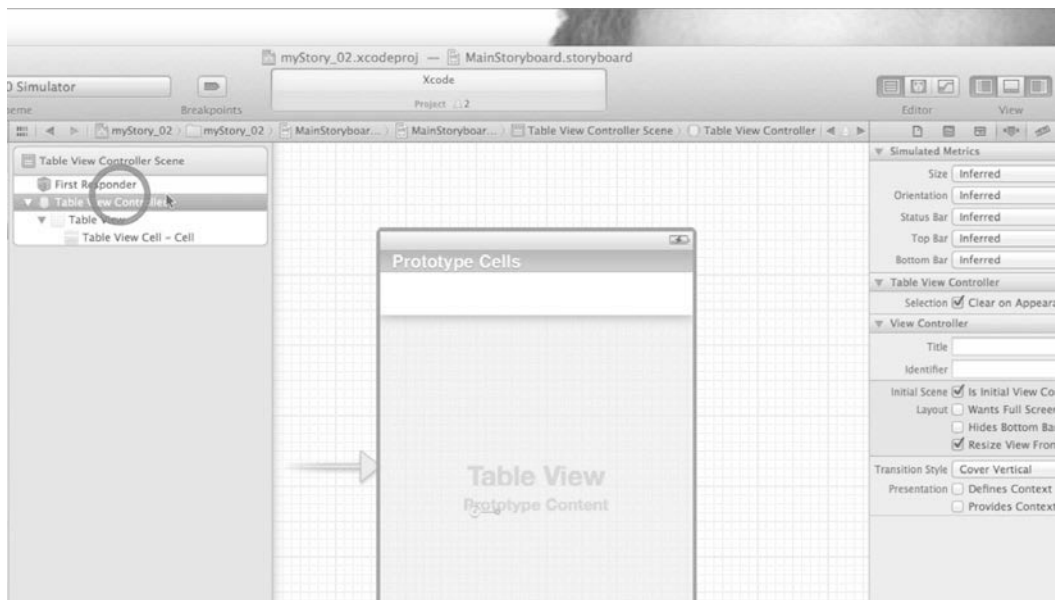 myStory_02.xcodeproj — MainStoryboard.storyboard
Simulator
Xcode
Project 2
Breakpoints
Editor
View
myStory_02
myStory_02
MainStoryboar...
MainStoryboar...
Table View Controller Scene
Table View Controller
Table View Controller Scene
First Responder
Table View Controller
Table View
Table View Cell - Cell
Prototype Cells
Table View
Prototype Content
Simulated Metrics
Size Inferred
Orientation Inferred
Status Bar Inferred
Top Bar Inferred
Bottom Bar Inferred
Table View Controller
Selection Clear on Appeara
View Controller
Title
Identifier
Initial Scene Is Initial View Co
Layout Wants Full Screen
Hides Bottom Ba
Resize View From
Transition Style Cover Vertical
Presentation Defines Context
Provides Context